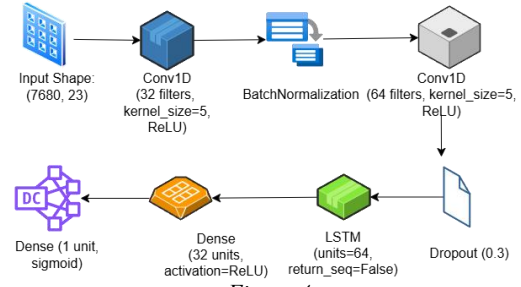 Input Shape:
(7680, 23)
Conv1D
(32 filters,
kernel_size=5,
ReLU)
BatchNormalization
Conv1D
(64 filters, kernel_size=5,
ReLU)
DC
Dense (1 unit,
sigmoid)
Dense
(32 units,
activation=ReLU)
LSTM
(units=64,
return_seq=False)
Dropout (0.3)